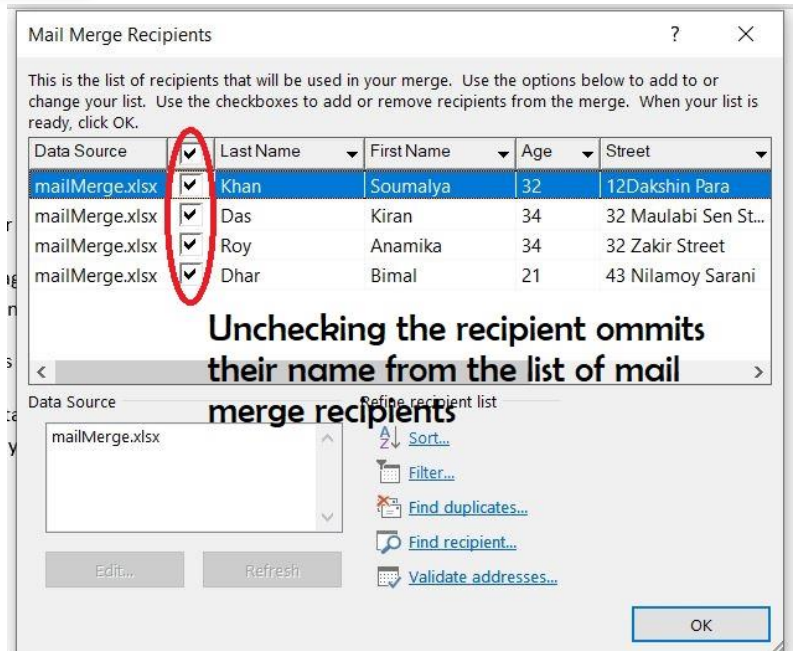 Mail Merge Recipients ? ×
This is the list of recipients that will be used in your merge. Use the options below to add to or
change your list. Use the checkboxes to add or remove recipients from the merge. When your list is
ready, click OK.
Data Source Last Name First Name Age Street
mailMerge.xlsx Khan Soumalya 32 12Dakshin Para
mailMerge.xlsx Das Kiran 34 32 Maulabi Sen St...
mailMerge.xlsx Roy Anamika 34 32 Zakir Street
mailMerge.xlsx Dhar Bimal 21 43 Nilamoy Sarani
Unchecking the recipient ommits
their name from the list of mail
merge recipients
Data Source Refine recipient list
mailMerge.xlsx
Sort...
Filter...
Find duplicates...
Find recipient...
Validate addresses...
Edit... Refresh
OK